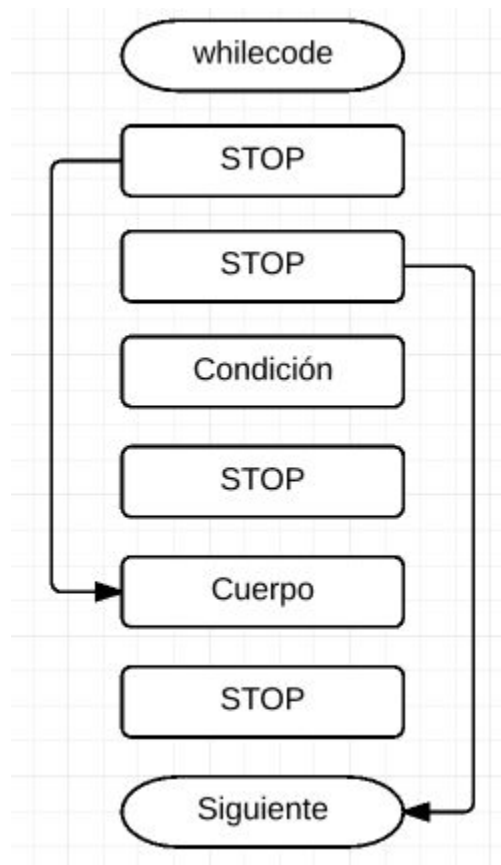 whilecode
STOP
STOP
Condición
STOP
Cuerpo
STOP
Siguiente